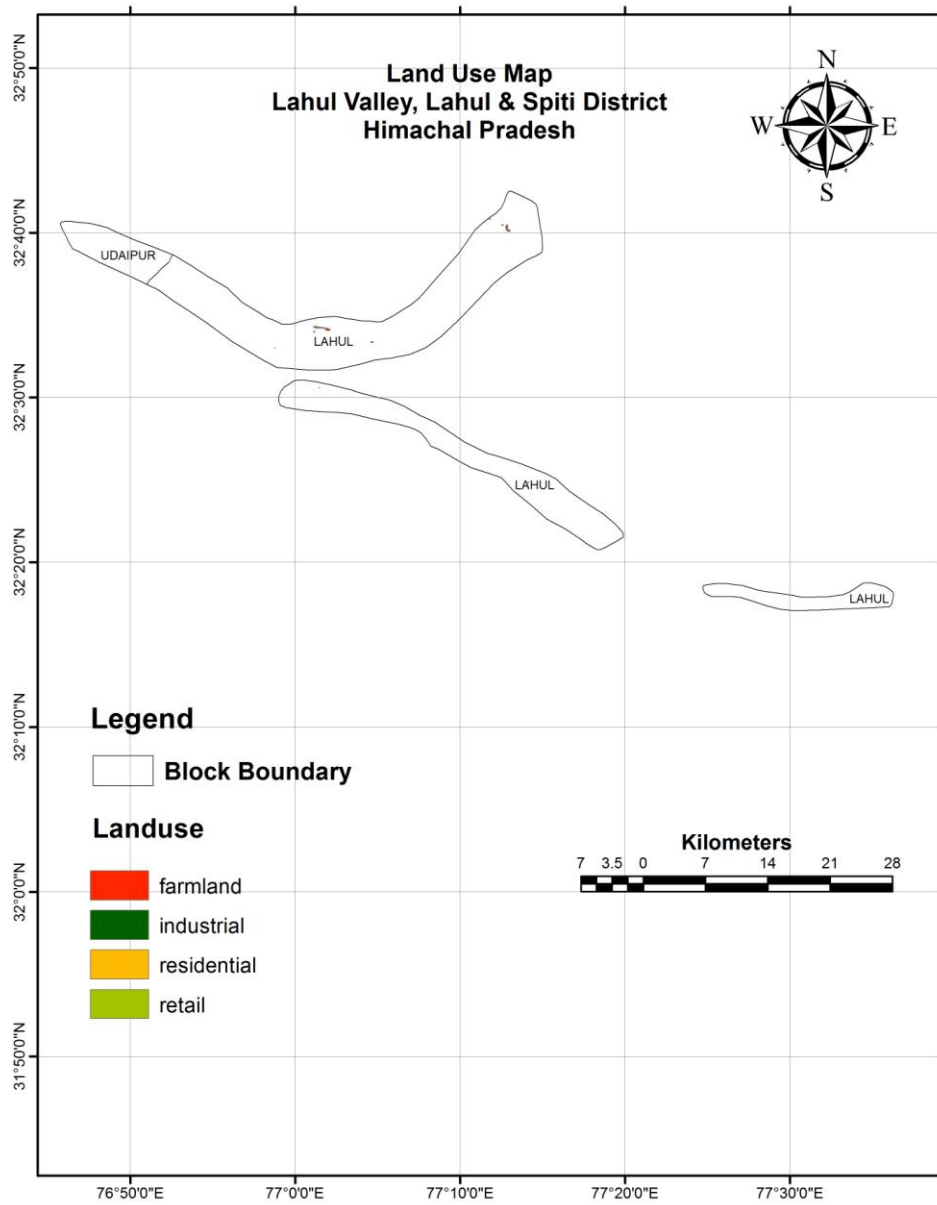 Land Use Map
Lahul Valley, Lahul & Spiti District
Himachal Pradesh
N
W
E
S
32°50'0"N
32°40'0"N
32°30'0"N
32°20'0"N
32°10'0"N
32°0'0"N
31°50'0"N
UDAIPUR
LAHUL
LAHUL
LAHUL
Legend
Block Boundary
Landuse
farmland
industrial
residential
retail
Kilometers
7 3.5 0 7 14 21 28
76°50'0"E 77°0'0"E 77°10'0"E 77°20'0"E 77°30'0"E